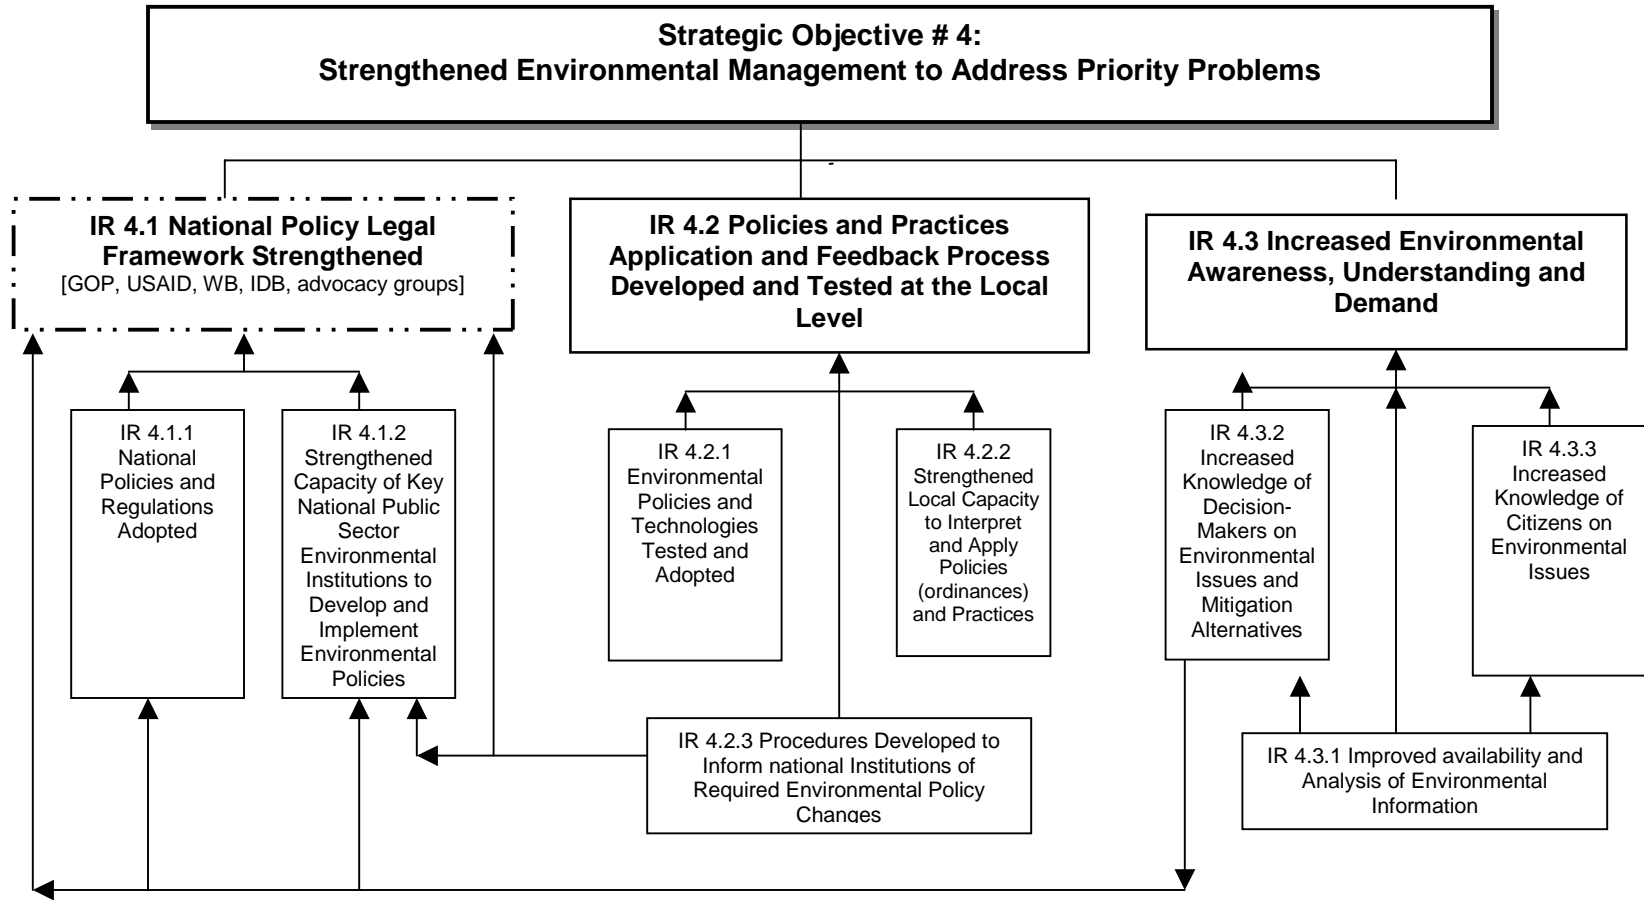 Strategic Objective # 4:
Strengthened Environmental Management to Address Priority Problems
IR 4.1 National Policy Legal
Framework Strengthened
[GOP, USAID, WB, IDB, advocacy groups]
IR 4.2 Policies and Practices
Application and Feedback Process
Developed and Tested at the Local
Level
IR 4.3 Increased Environmental
Awareness, Understanding and
Demand
IR 4.1.1
National
Policies and
Regulations
Adopted
IR 4.1.2
Strengthened
Capacity of Key
National Public
Sector
Environmental
Institutions to
Develop and
Implement
Environmental
Policies
IR 4.2.1
Environmental
Policies and
Technologies
Tested and
Adopted
IR 4.2.2
Strengthened
Local Capacity
to Interpret
and Apply
Policies
(ordinances)
and Practices
IR 4.3.2
Increased
Knowledge of
Decision-
Makers on
Environmental
Issues and
Mitigation
Alternatives
IR 4.3.3
Increased
Knowledge of
Citizens on
Environmental
Issues
IR 4.2.3 Procedures Developed to
Inform national Institutions of
Required Environmental Policy
Changes
IR 4.3.1 Improved availability and
Analysis of Environmental
Information